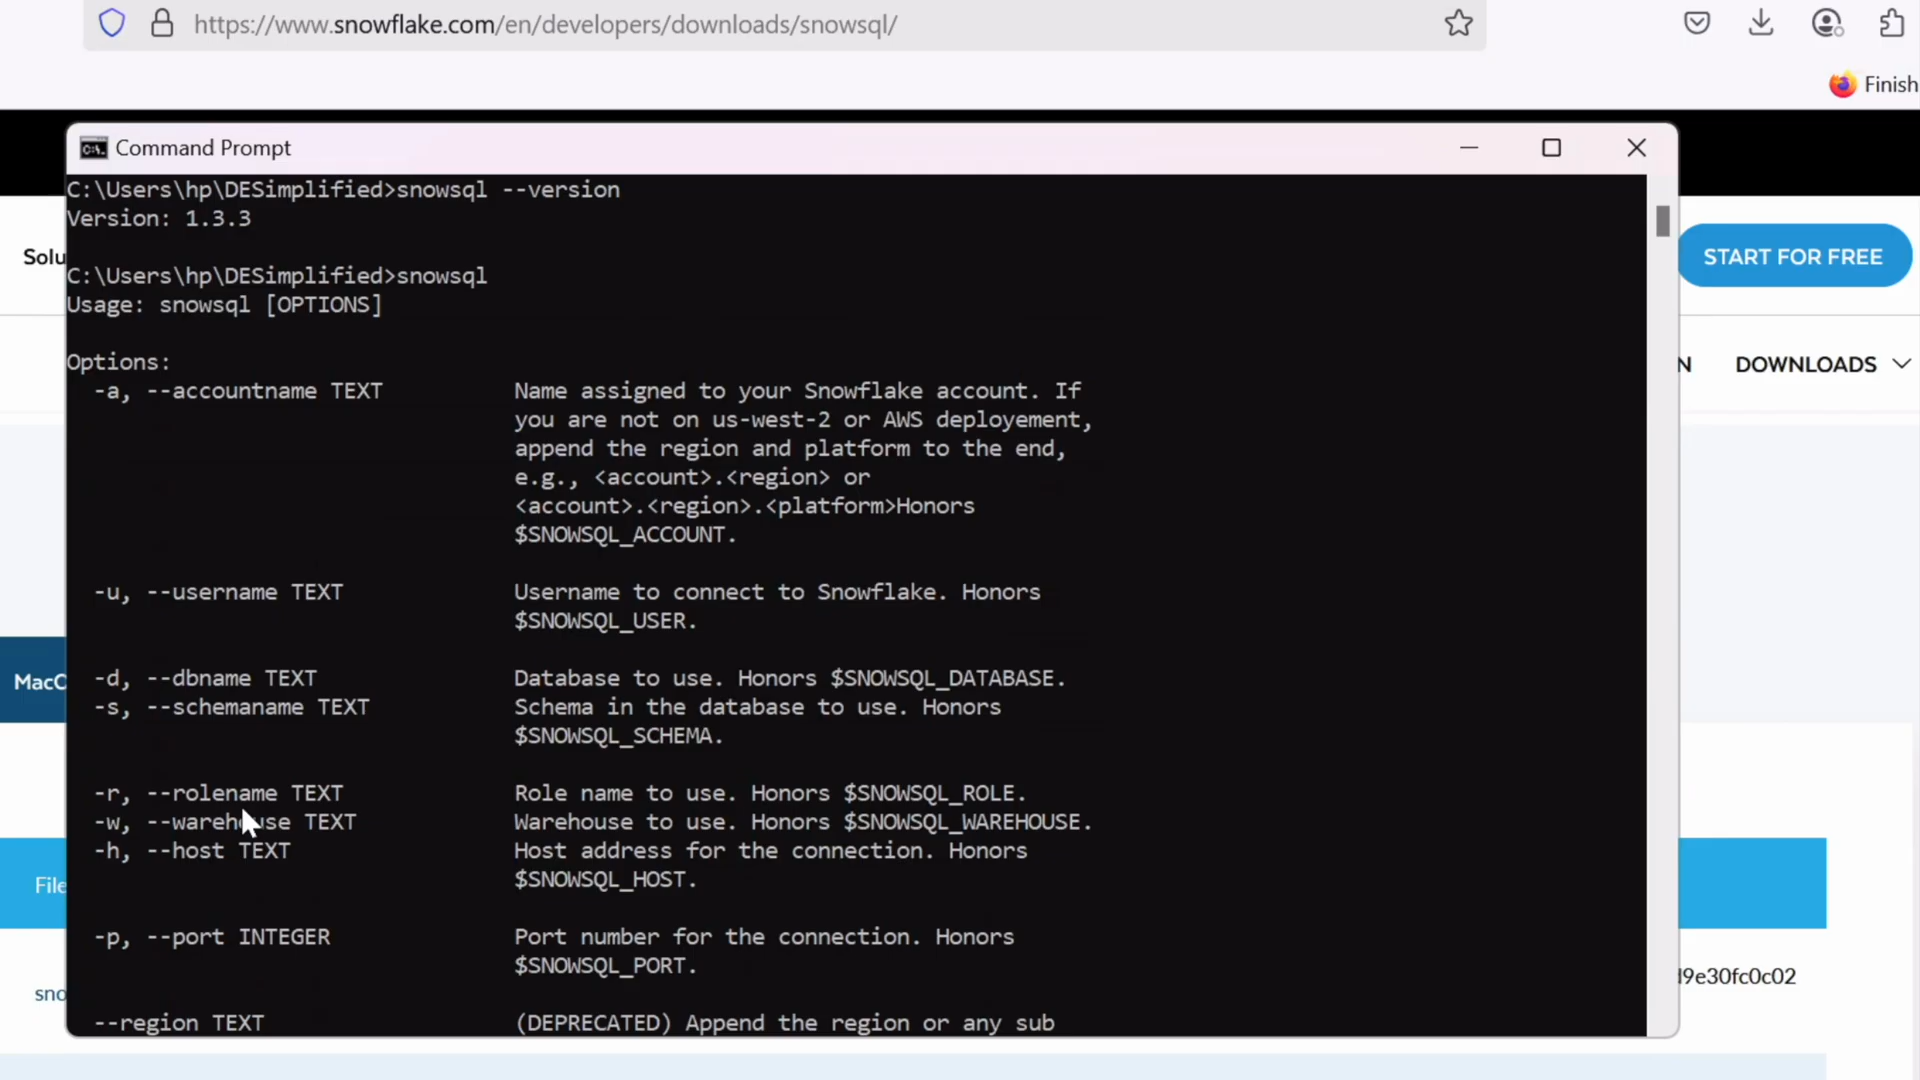 https://www.snowflake.com/en/developers/downloads/snowsql/
Finish
Command Prompt
C:\Users\hp\DESimplified>snowsql --version
Version: 1.3.3
Solu
START FOR FREE
C:\Users\hp\DESimplified>snowsql
Usage: snowsql [OPTIONS]
N
DOWNLOADS
Options:
-a, --accountname TEXT Name assigned to your Snowflake account. If
you are not on us-west-2 or AWS deployement,
append the region and platform to the end,
e.g., <account>.<region> or
<account>.<region>.<platform>Honors
$SNOWSQL_ACCOUNT.
-u, --username TEXT Username to connect to Snowflake. Honors
$SNOWSQL_USER.
MacO
-d, --dbname TEXT Database to use. Honors $SNOWSQL_DATABASE.
-s, --schemaname TEXT Schema in the database to use. Honors
$SNOWSQL_SCHEMA.
-r, --rolename TEXT Role name to use. Honors $SNOWSQL_ROLE.
-w, --warehouse TEXT Warehouse to use. Honors $SNOWSQL_WAREHOUSE.
-h, --host TEXT Host address for the connection. Honors
$SNOWSQL_HOST.
File
-p, --port INTEGER Port number for the connection. Honors
$SNOWSQL_PORT.
sno
d9e30fc0c02
--region TEXT (DEPRECATED) Append the region or any sub